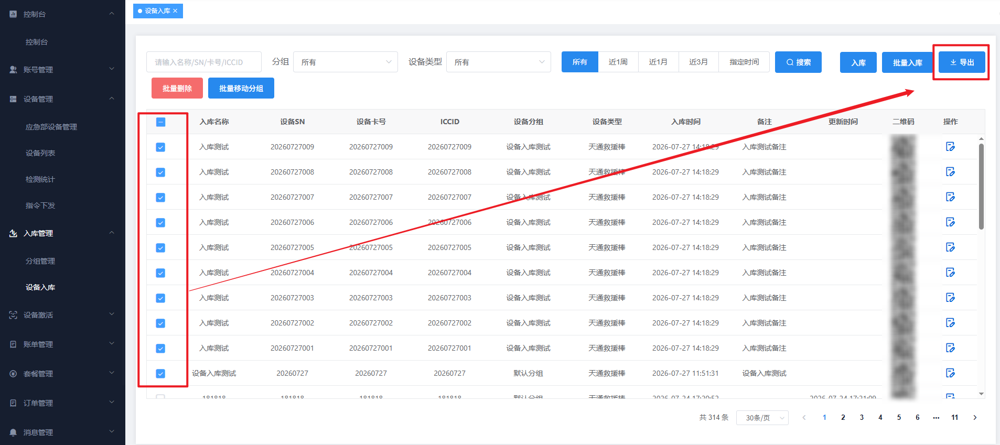 控制台
控制台
账号管理
设备管理
应急部设备管理
设备列表
检测统计
指令下发
入库管理
分组管理
设备入库
设备激活
账单管理
套餐管理
订单管理
消息管理
设备入库
请输入名称/SN/卡号/ICCID 分组 所有 设备类型 所有 所有 近1周 近1月 近3月 指定时间 搜索 入库 批量入库 导出
批量删除 批量移动分组
入库名称 设备SN 设备卡号 ICCID 设备分组 设备类型 入库时间 备注 更新时间 二维码 操作
入库测试 20260727009 20260727009 20260727009 设备入库测试 天通救援棒 2026-07-27 14:18:29 入库测试备注
入库测试 20260727008 20260727008 20260727008 设备入库测试 天通救援棒 2026-07-27 14:18:29 入库测试备注
入库测试 20260727007 20260727007 20260727007 设备入库测试 天通救援棒 2026-07-27 14:18:29 入库测试备注
入库测试 20260727006 20260727006 20260727006 设备入库测试 天通救援棒 2026-07-27 14:18:29 入库测试备注
入库测试 20260727005 20260727005 20260727005 设备入库测试 天通救援棒 2026-07-27 14:18:29 入库测试备注
入库测试 20260727004 20260727004 20260727004 设备入库测试 天通救援棒 2026-07-27 14:18:29 入库测试备注
入库测试 20260727003 20260727003 20260727003 设备入库测试 天通救援棒 2026-07-27 14:18:29 入库测试备注
入库测试 20260727002 20260727002 20260727002 设备入库测试 天通救援棒 2026-07-27 14:18:29 入库测试备注
入库测试 20260727001 20260727001 20260727001 设备入库测试 天通救援棒 2026-07-27 14:18:29 入库测试备注
设备入库测试 20260727 20260727 20260727 默认分组 天通救援棒 2026-07-27 11:51:31 设备入库测试
181818 181818 181818 181818 默认分组 天通救援棒 2026-07-24 17:20:52 2026-07-24 17:21:09
共 314 条 30条/页 1 2 3 4 5 6 ··· 11